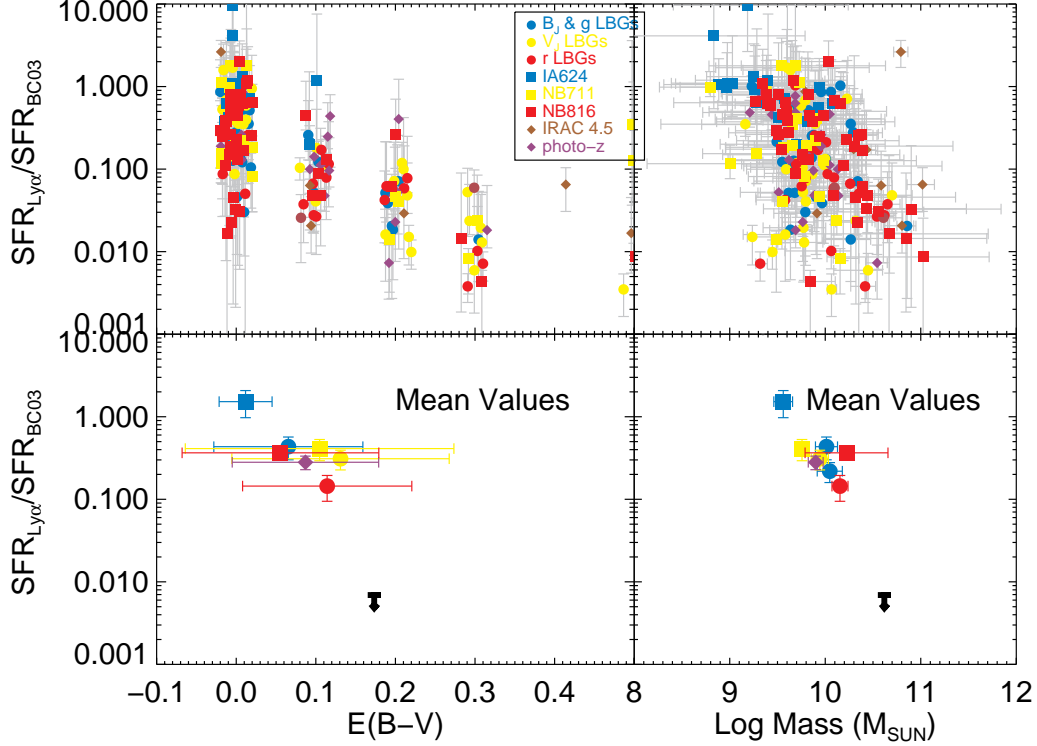 10.000
1.000
0.100
0.010
0.001
SFR_Lyα/SFR_BC03
B_J & g LBGs
V_J LBGs
r LBGs
IA624
NB711
NB816
IRAC 4.5
photo−z
10.000
1.000
0.100
0.010
0.001
SFR_Lyα/SFR_BC03
Mean Values
Mean Values
−0.1 0.0 0.1 0.2 0.3 0.4 8 9 10 11 12
E(B−V)
Log Mass (M_SUN)